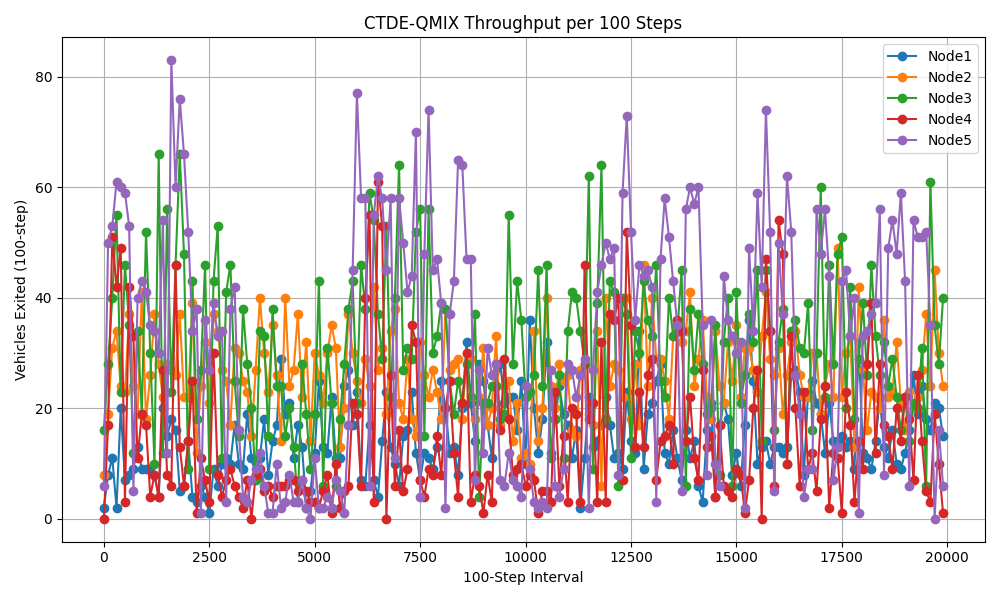 CTDE-QMIX Throughput per 100 Steps
Vehicles Exited (100-step)
80
60
40
20
0
Node1
Node2
Node3
Node4
Node5
0 2500 5000 7500 10000 12500 15000 17500 20000
100-Step Interval